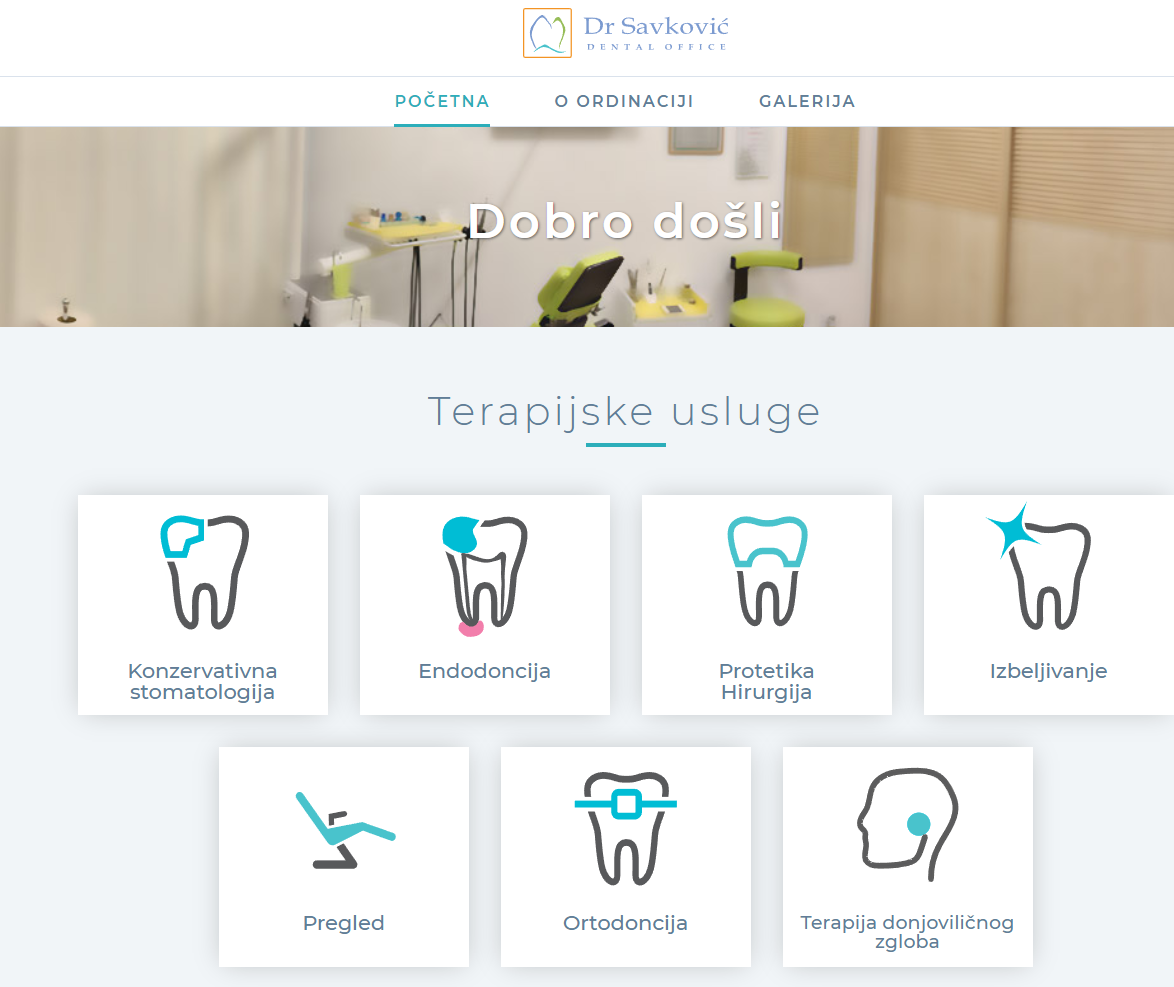 Dr Savković
DENTAL OFFICE
POČETNA
O ORDINACIJI
GALERIJA
Dobro došli
Terapijske usluge
Konzervativna
stomatologija
Endodoncija
Protetika
Hirurgija
Izbeljivanje
Pregled
Ortodoncija
Terapija donjoviličnog
zgloba